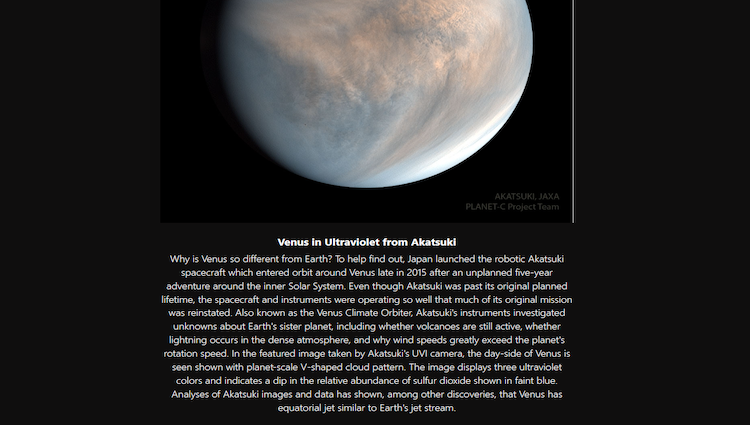 AKATSUKI, JAXA
PLANET-C Project Team
Venus in Ultraviolet from Akatsuki
Why is Venus so different from Earth? To help find out, Japan launched the robotic Akatsuki
spacecraft which entered orbit around Venus late in 2015 after an unplanned five-year
adventure around the inner Solar System. Even though Akatsuki was past its original planned
lifetime, the spacecraft and instruments were operating so well that much of its original mission
was reinstated. Also known as the Venus Climate Orbiter, Akatsuki's instruments investigated
unknowns about Earth's sister planet, including whether volcanoes are still active, whether
lightning occurs in the dense atmosphere, and why wind speeds greatly exceed the planet's
rotation speed. In the featured image taken by Akatsuki's UVI camera, the day-side of Venus is
seen shown with planet-scale V-shaped cloud pattern. The image displays three ultraviolet
colors and indicates a dip in the relative abundance of sulfur dioxide shown in faint blue.
Analyses of Akatsuki images and data has shown, among other discoveries, that Venus has
equatorial jet similar to Earth's jet stream.